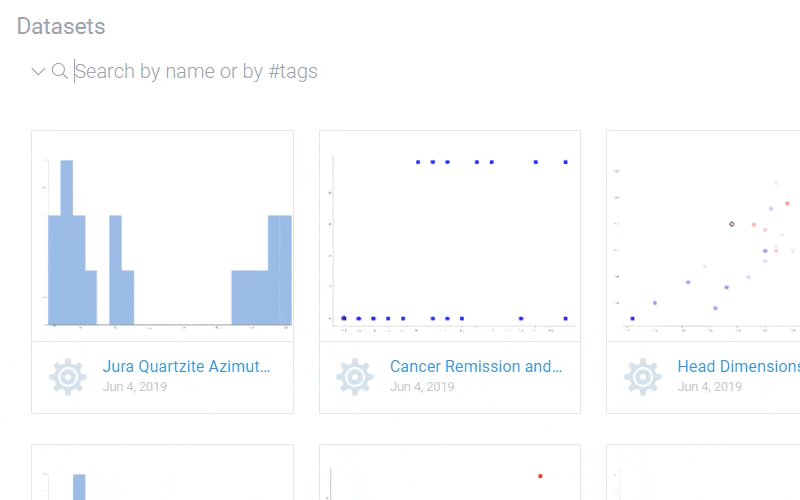 Datasets
Search by name or by #tags
Jura Quartzite Azimut...
Jun 4, 2019
Cancer Remission and...
Jun 4, 2019
Head Dimensions
Jun 4, 2019